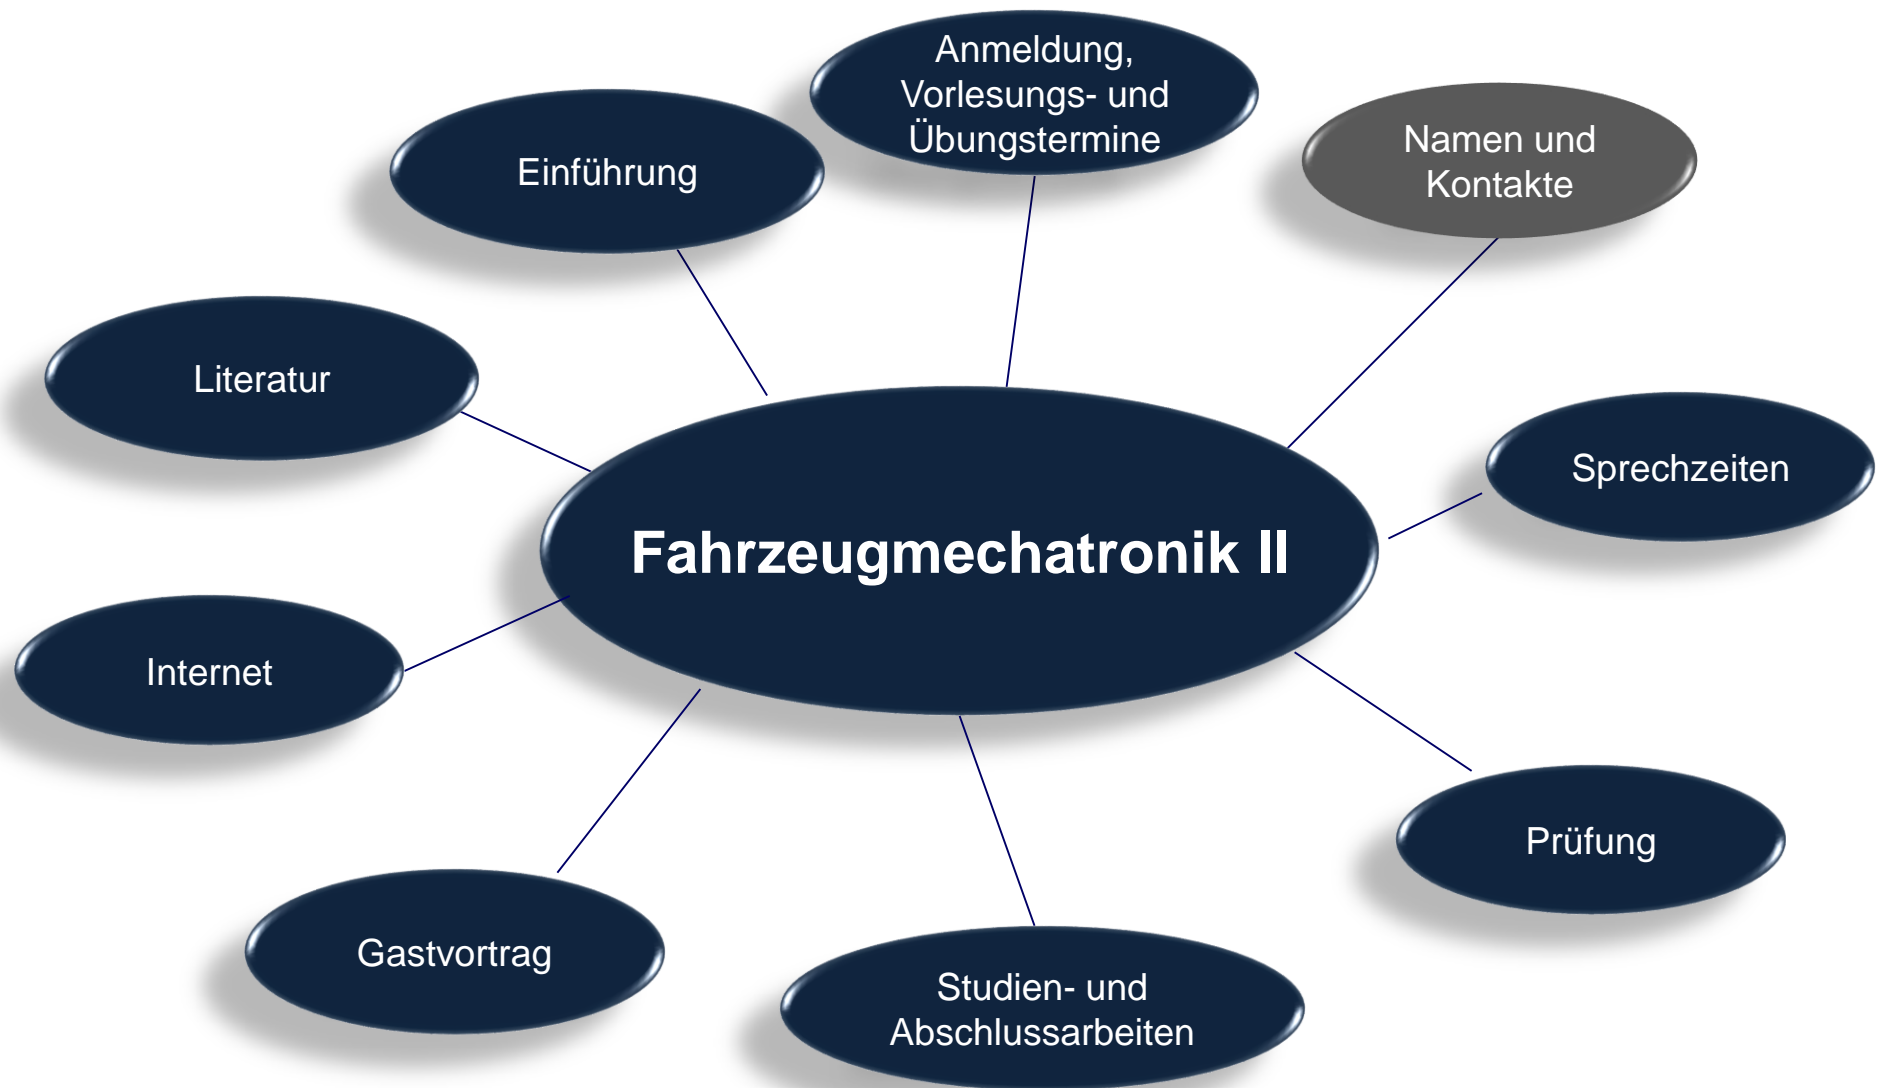 Anmeldung,
Vorlesungs- und
Übungstermine
Namen und
Kontakte
Einführung
Literatur
Sprechzeiten
Fahrzeugmechatronik II
Internet
Prüfung
Gastvortrag
Studien- und
Abschlussarbeiten